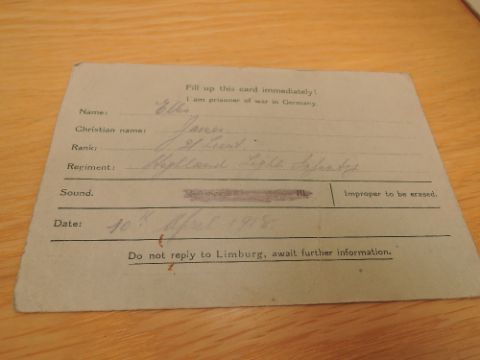 Fill up this card immediately!
I am prisoner of war in Germany.
Name: Ellis
Christian name: James
Rank: 2/ Lieut.
Regiment: Highland Light Infantry
Sound. Improper to be erased.
Date: 10th April 1918.
Do not reply to Limburg, await further information.